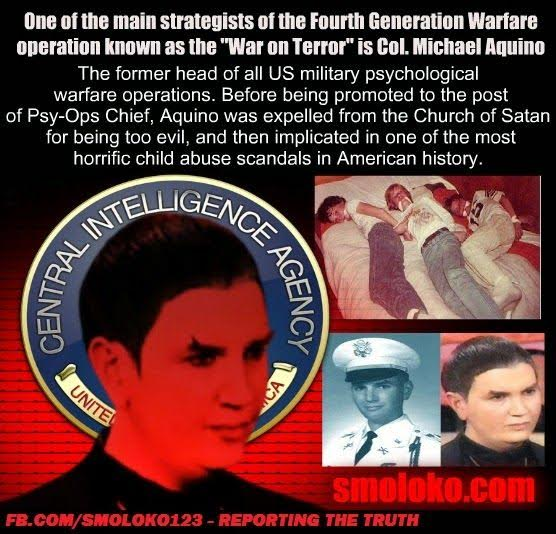 One of the main strategists of the Fourth Generation Warfare
operation known as the "War on Terror" is Col. Michael Aquino
The former head of all US military psychological
warfare operations. Before being promoted to the post
of Psy-Ops Chief, Aquino was expelled from the Church of Satan
for being too evil, and then implicated in one of the most
horrific child abuse scandals in American history.
CENTRAL INTELLIGENCE AGENCY
UNITE
ICA
smoloko.com
FB.COM/SMOLOKO123 - REPORTING THE TRUTH